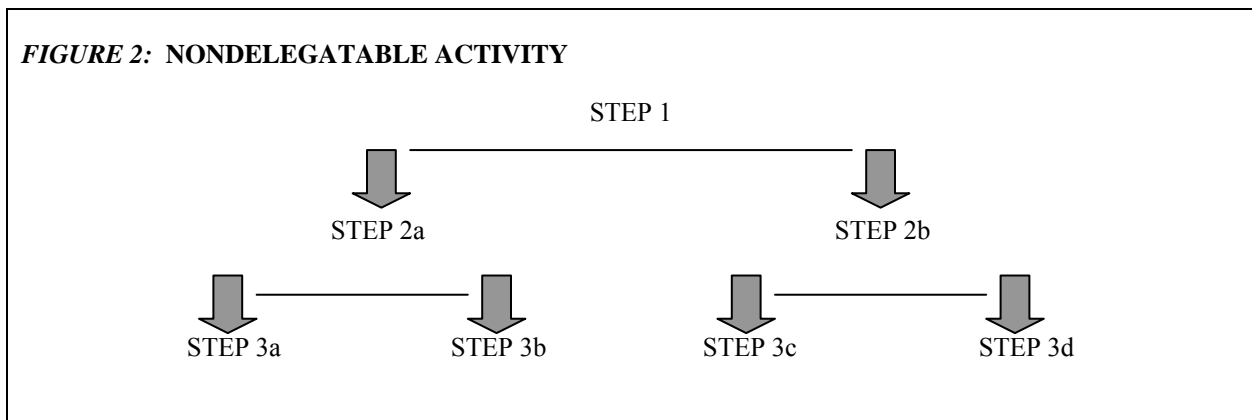 FIGURE 2: NONDELEGATABLE ACTIVITY
STEP 1
STEP 2a STEP 2b
STEP 3a STEP 3b STEP 3c STEP 3d